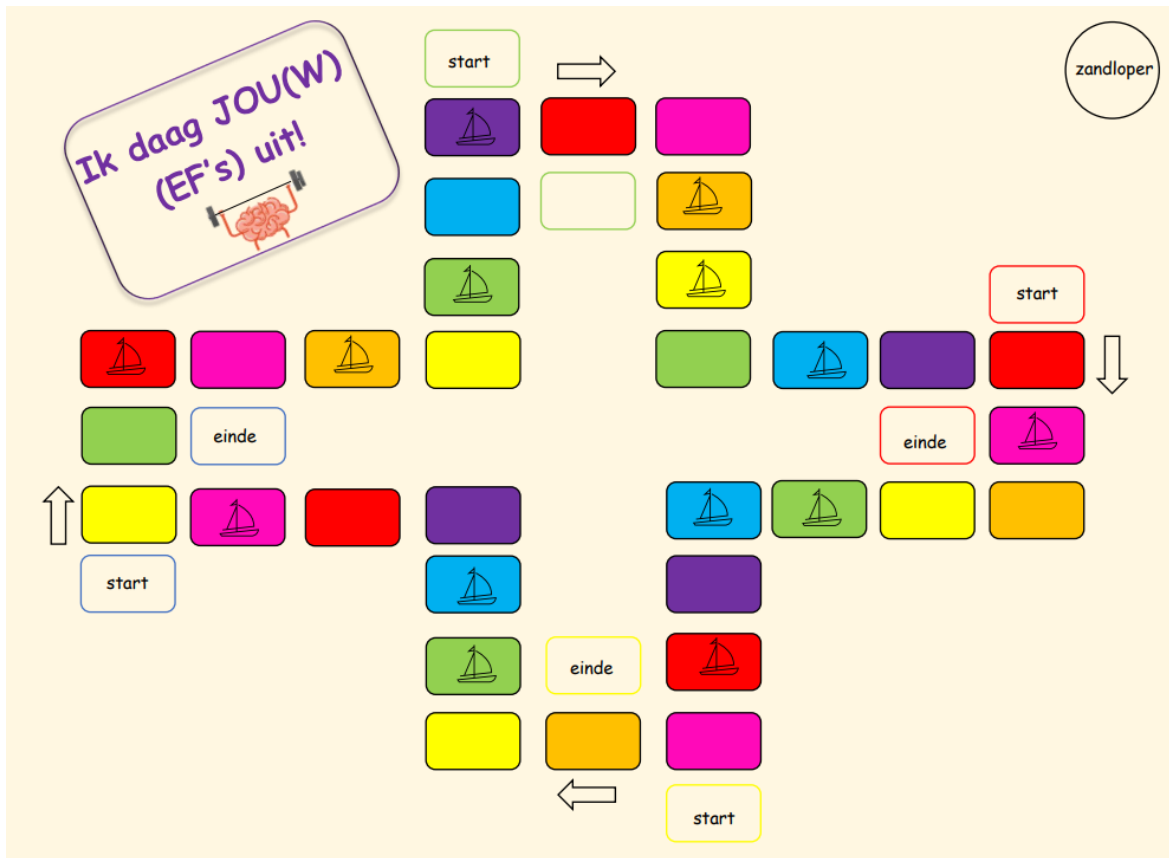 Ik daag JOU(W)
(EF's) uit!
start
zandloper
start
einde
einde
start
einde
start